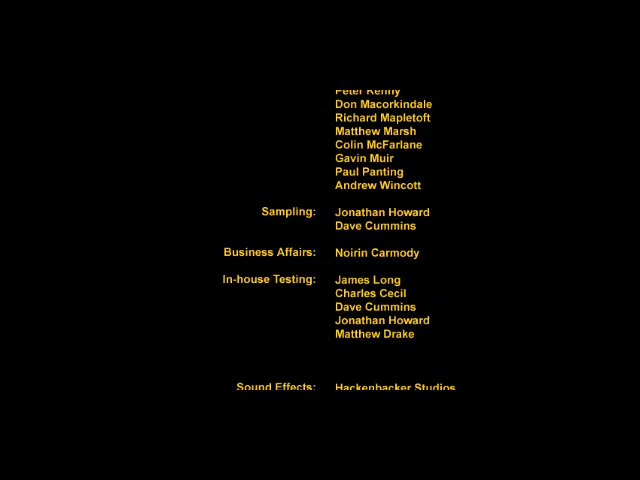 Peter Kenny
Don Macorkindale
Richard Mapletoft
Matthew Marsh
Colin McFarlane
Gavin Muir
Paul Panting
Andrew Wincott
Sampling: Jonathan Howard
Dave Cummins
Business Affairs: Noirin Carmody
In-house Testing: James Long
Charles Cecil
Dave Cummins
Jonathan Howard
Matthew Drake
Sound Effects: Hackenbacker Studios